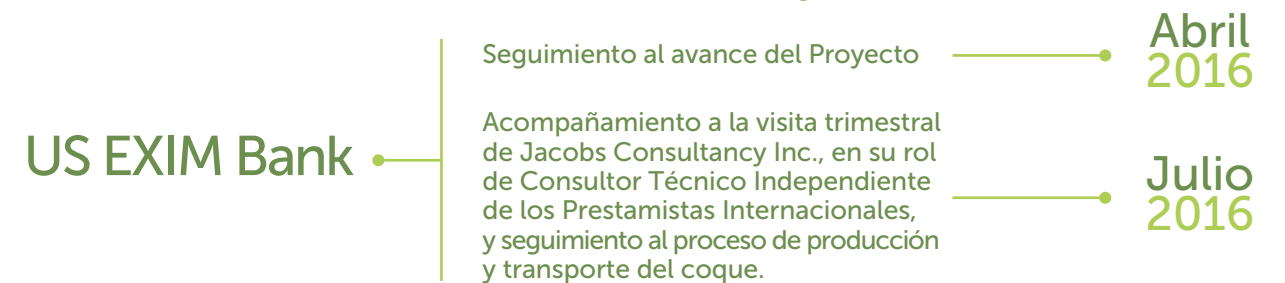 US EXIM Bank
Seguimiento al avance del Proyecto
Abril
2016
Acompañamiento a la visita trimestral
de Jacobs Consultancy Inc., en su rol
de Consultor Técnico Independiente
de los Prestamistas Internacionales,
y seguimiento al proceso de producción
y transporte del coque.
Julio
2016